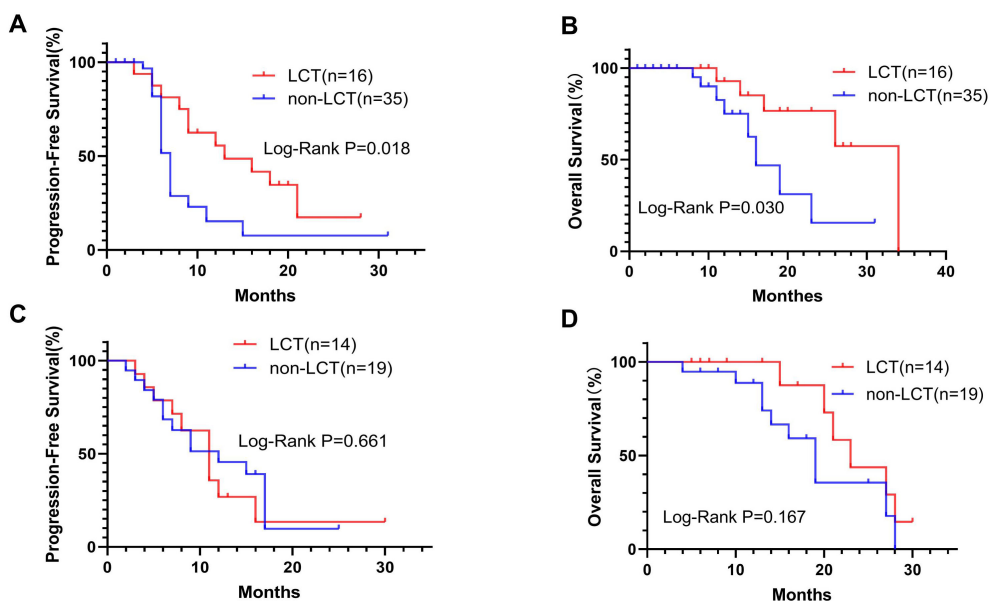 A
Progression-Free Survival(%)
100
50
0
0 10 20 30
Months
LCT(n=16)
non-LCT(n=35)
Log-Rank P=0.018
B
Overall Survival(%)
100
50
0
0 10 20 30 40
Monthes
LCT(n=16)
non-LCT(n=35)
Log-Rank P=0.030
C
Progression-Free Survival(%)
100
50
0
0 10 20 30
Months
LCT(n=14)
non-LCT(n=19)
Log-Rank P=0.661
D
Overall Survival(%)
100
50
0
0 10 20 30
Months
LCT(n=14)
non-LCT(n=19)
Log-Rank P=0.167